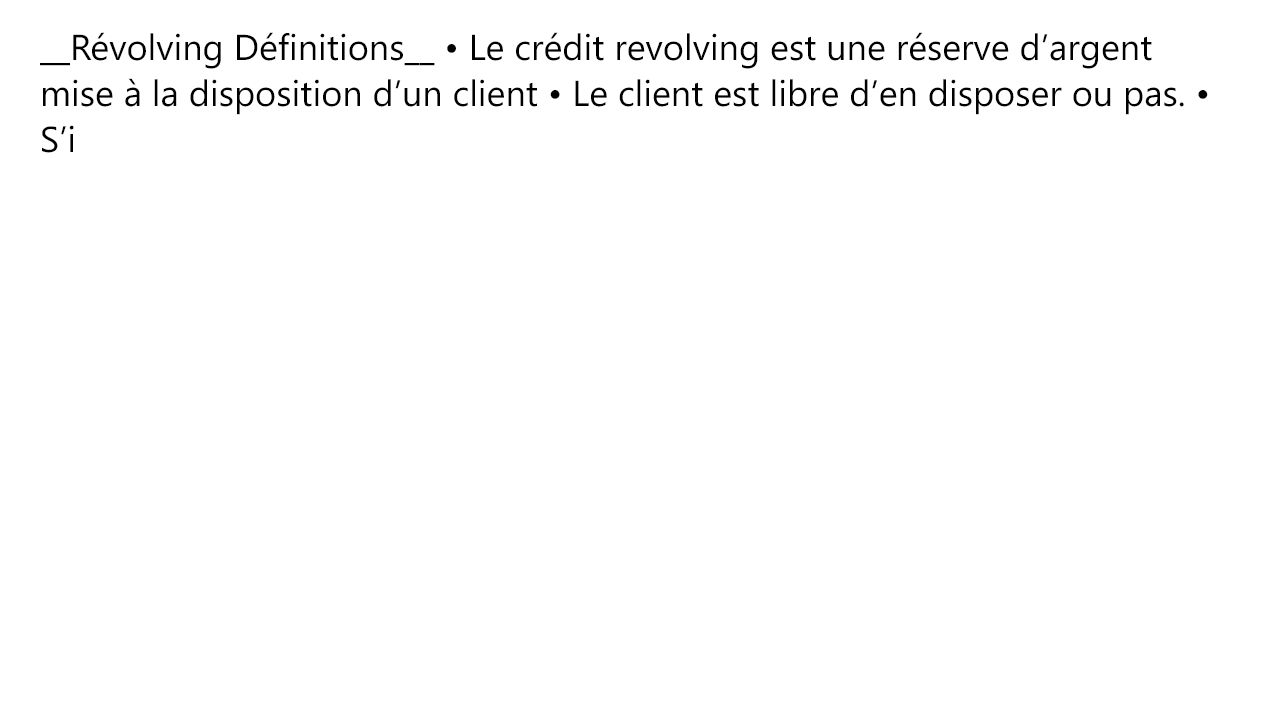 __Révolving Définitions__ • Le crédit revolving est une réserve d’argent
mise à la disposition d’un client • Le client est libre d’en disposer ou pas. •
S’i